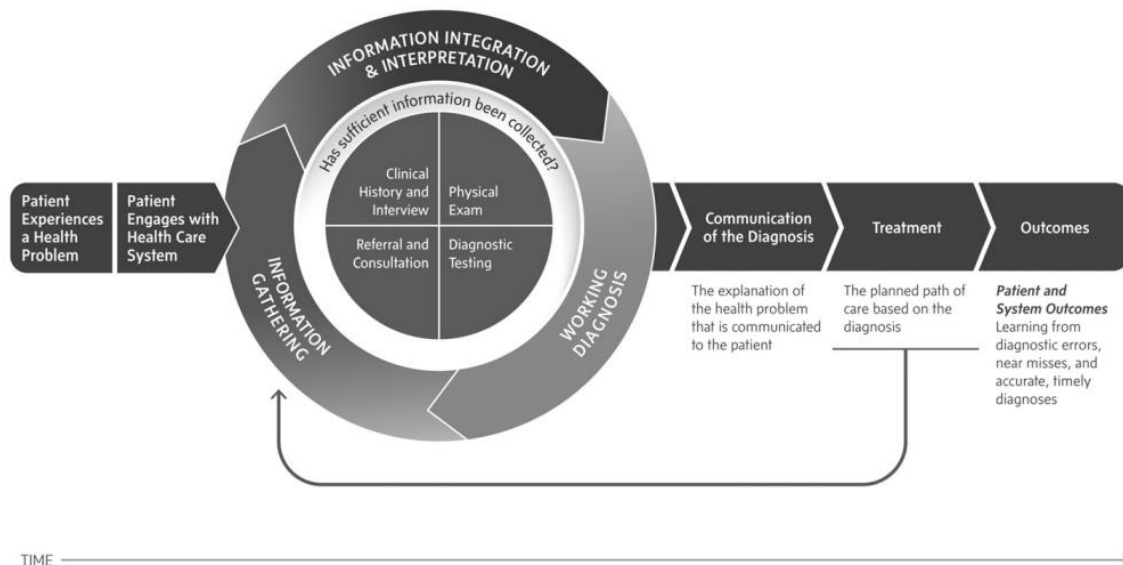 INFORMATION INTEGRATION
& INTERPRETATION
Has sufficient information been collected?
Clinical
History and
Interview
Physical
Exam
Referral and
Consultation
Diagnostic
Testing
INFORMATION
GATHERING
WORKING
DIAGNOSIS
Patient
Experiences
a Health
Problem
Patient
Engages with
Health Care
System
Communication
of the Diagnosis
The explanation of
the health problem
that is communicated
to the patient
Treatment
The planned path of
care based on the
diagnosis
Outcomes
Patient and
System Outcomes
Learning from
diagnostic errors,
near misses, and
accurate, timely
diagnoses
TIME